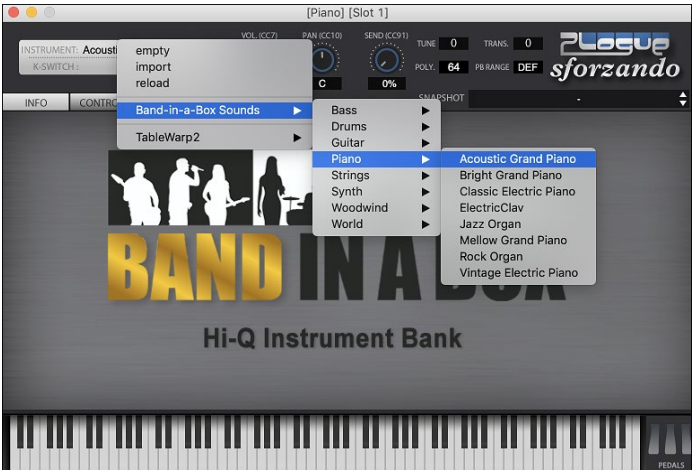 [Piano] [Slot 1]
INSTRUMENT: Acousti
K-SWITCH :
VOL. (CC7) PAN (CC10) SEND (CC91)
C 0%
TUNE 0 TRANS. 0
POLY. 64 PB RANGE DEF
PLOGUE
sforzando
INFO CONTRO SNAPSHOT -
empty
import
reload
Band-in-a-Box Sounds
TableWarp2
Bass
Drums
Guitar
Piano
Strings
Synth
Woodwind
World
Acoustic Grand Piano
Bright Grand Piano
Classic Electric Piano
ElectricClav
Jazz Organ
Mellow Grand Piano
Rock Organ
Vintage Electric Piano
BAND IN A BOX
Hi-Q Instrument Bank
PEDALS